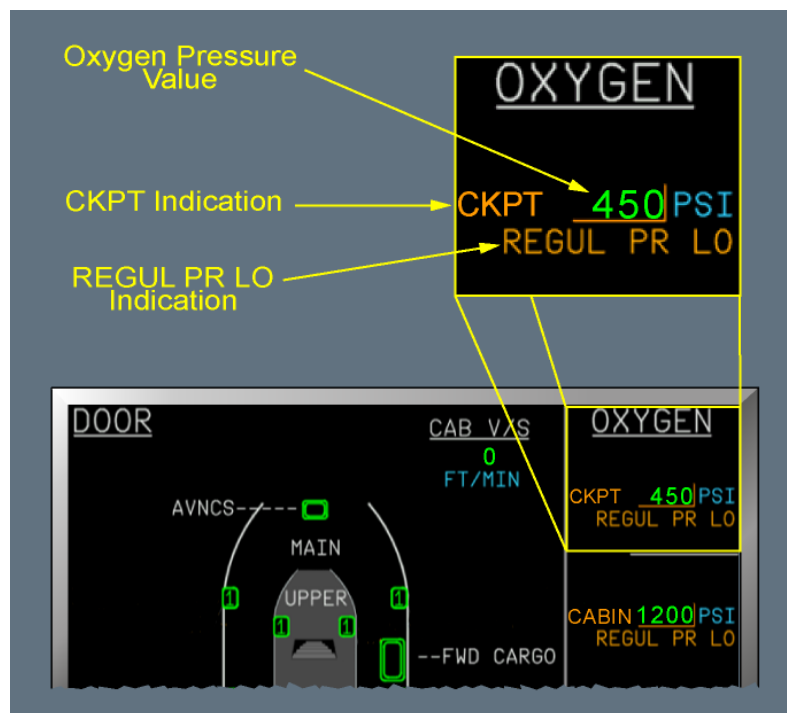 Oxygen Pressure
Value
OXYGEN
CKPT Indication
CKPT 450 PSI
REGUL PR LO
REGUL PR LO
Indication
DOOR
CAB V/S
0
FT/MIN
OXYGEN
CKPT 450 PSI
REGUL PR LO
AVNCS-----
MAIN
1 UPPER 1
1 1
CABIN 1200 PSI
REGUL PR LO
--FWD CARGO